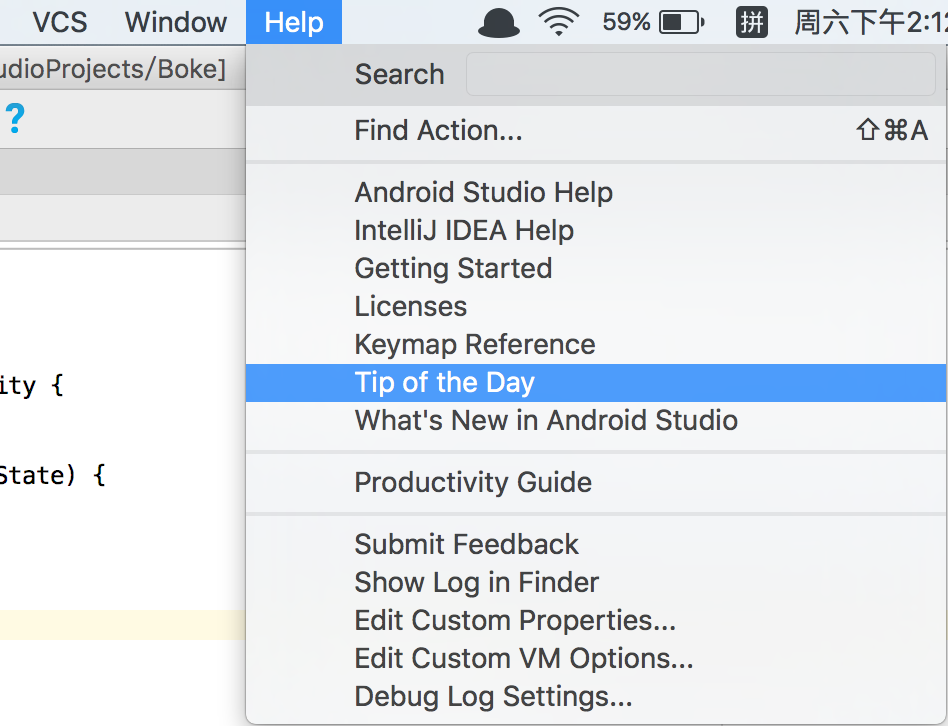 VCS Window Help 59% 拼 周六下午2:12
udioProjects/Boke]
?
Search
Find Action... ⇧⌘A
Android Studio Help
IntelliJ IDEA Help
Getting Started
Licenses
Keymap Reference
ity {
Tip of the Day
What's New in Android Studio
State) {
Productivity Guide
Submit Feedback
Show Log in Finder
Edit Custom Properties...
Edit Custom VM Options...
Debug Log Settings...